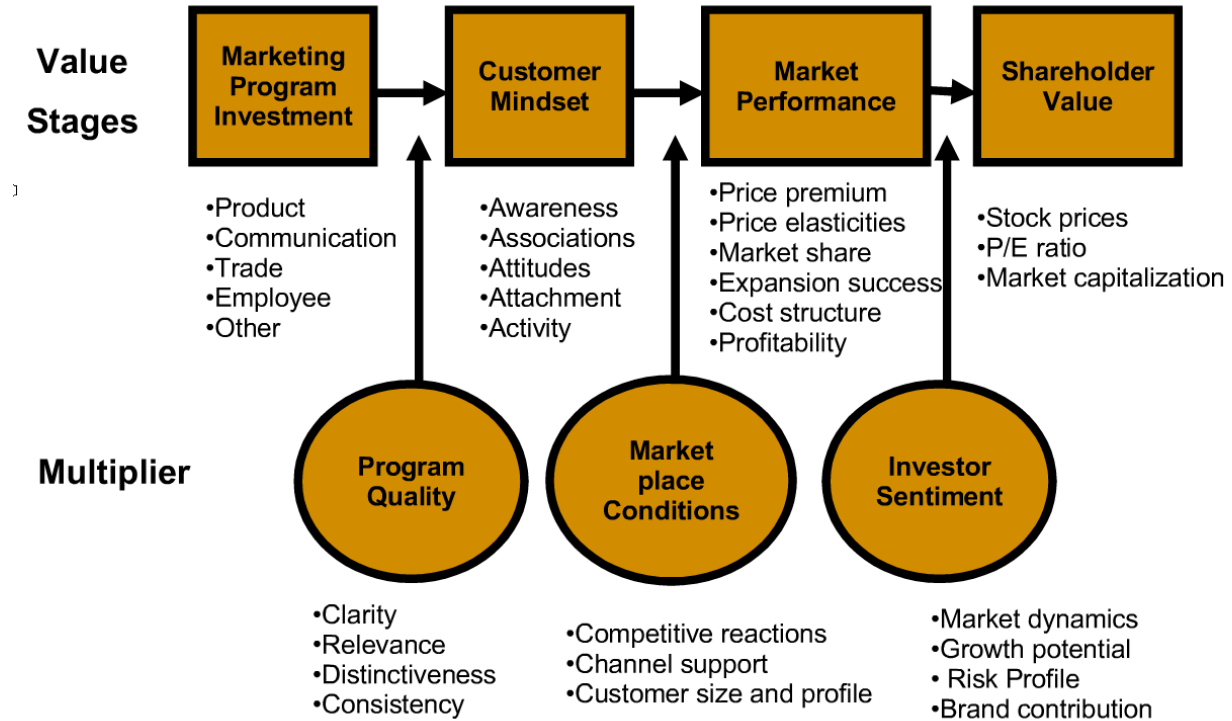 Value
Stages
Marketing
Program
Investment
Customer
Mindset
Market
Performance
Shareholder
Value
•Product
•Communication
•Trade
•Employee
•Other
•Awareness
•Associations
•Attitudes
•Attachment
•Activity
•Price premium
•Price elasticities
•Market share
•Expansion success
•Cost structure
•Profitability
•Stock prices
•P/E ratio
•Market capitalization
Multiplier
Program
Quality
Market
place
Conditions
Investor
Sentiment
•Clarity
•Relevance
•Distinctiveness
•Consistency
•Competitive reactions
•Channel support
•Customer size and profile
•Market dynamics
•Growth potential
• Risk Profile
•Brand contribution